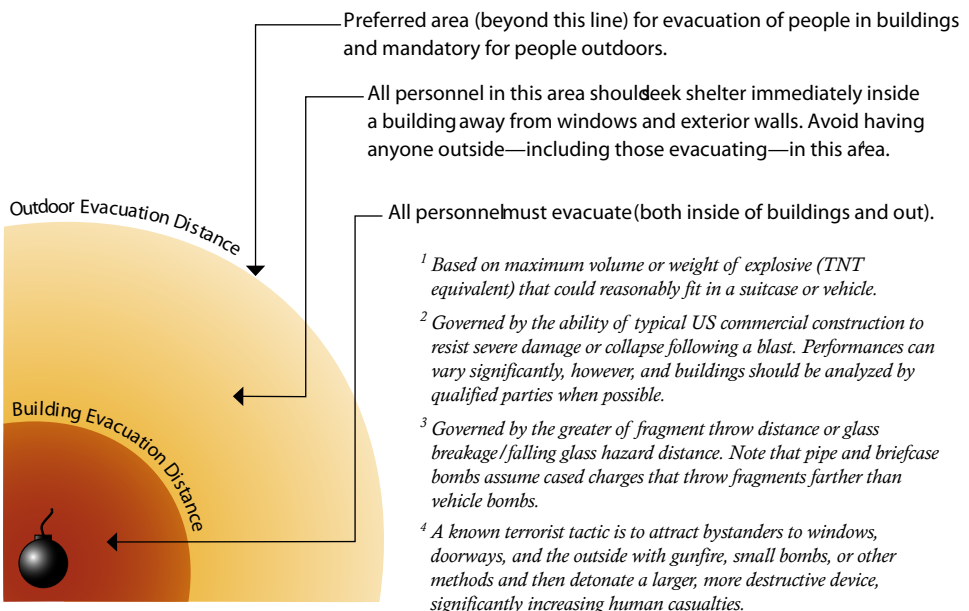 Preferred area (beyond this line) for evacuation of people in buildings
and mandatory for people outdoors.
All personnel in this area should seek shelter immediately inside
a building away from windows and exterior walls. Avoid having
anyone outside—including those evacuating—in this area.⁴
All personnel must evacuate (both inside of buildings and out).
Outdoor Evacuation Distance
Building Evacuation Distance
¹ Based on maximum volume or weight of explosive (TNT
equivalent) that could reasonably fit in a suitcase or vehicle.
² Governed by the ability of typical US commercial construction to
resist severe damage or collapse following a blast. Performances can
vary significantly, however, and buildings should be analyzed by
qualified parties when possible.
³ Governed by the greater of fragment throw distance or glass
breakage/falling glass hazard distance. Note that pipe and briefcase
bombs assume cased charges that throw fragments farther than
vehicle bombs.
⁴ A known terrorist tactic is to attract bystanders to windows,
doorways, and the outside with gunfire, small bombs, or other
methods and then detonate a larger, more destructive device,
significantly increasing human casualties.